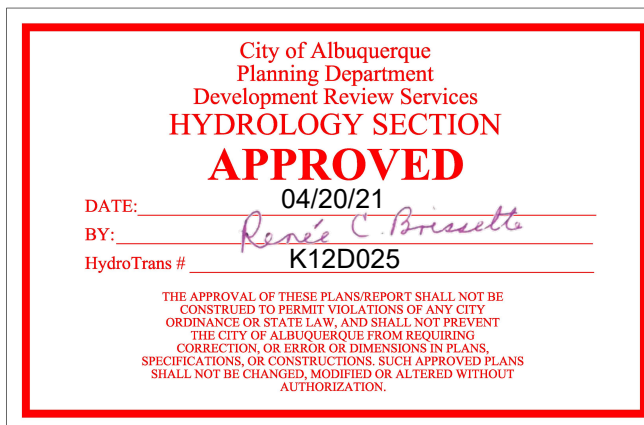 City of Albuquerque
Planning Department
Development Review Services
HYDROLOGY SECTION
APPROVED
DATE: 04/20/21
BY: Renée C. Brissette
HydroTrans # K12D025
THE APPROVAL OF THESE PLANS/REPORT SHALL NOT BE
CONSTRUED TO PERMIT VIOLATIONS OF ANY CITY
ORDINANCE OR STATE LAW, AND SHALL NOT PREVENT
THE CITY OF ALBUQUERQUE FROM REQUIRING
CORRECTION, OR ERROR OR DIMENSIONS IN PLANS,
SPECIFICATIONS, OR CONSTRUCTIONS. SUCH APPROVED PLANS
SHALL NOT BE CHANGED, MODIFIED OR ALTERED WITHOUT
AUTHORIZATION.